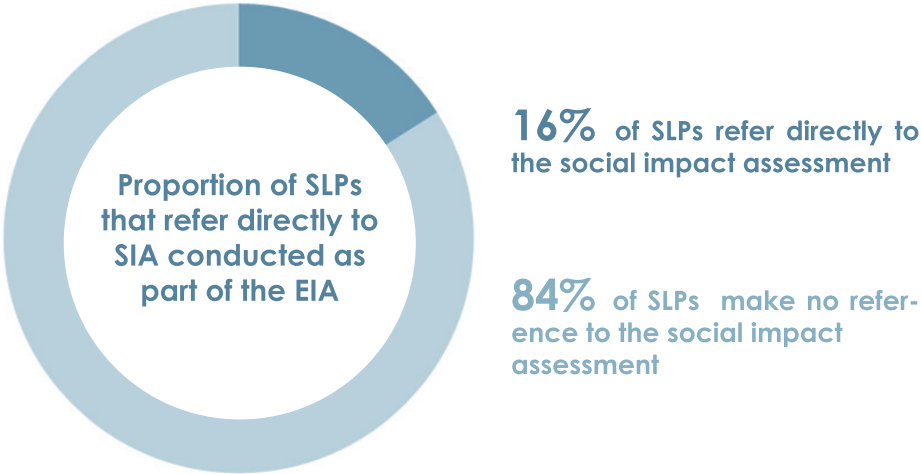 Proportion of SLPs
that refer directly to
SIA conducted as
part of the EIA
16% of SLPs refer directly to
the social impact assessment
84% of SLPs make no refer-
ence to the social impact
assessment